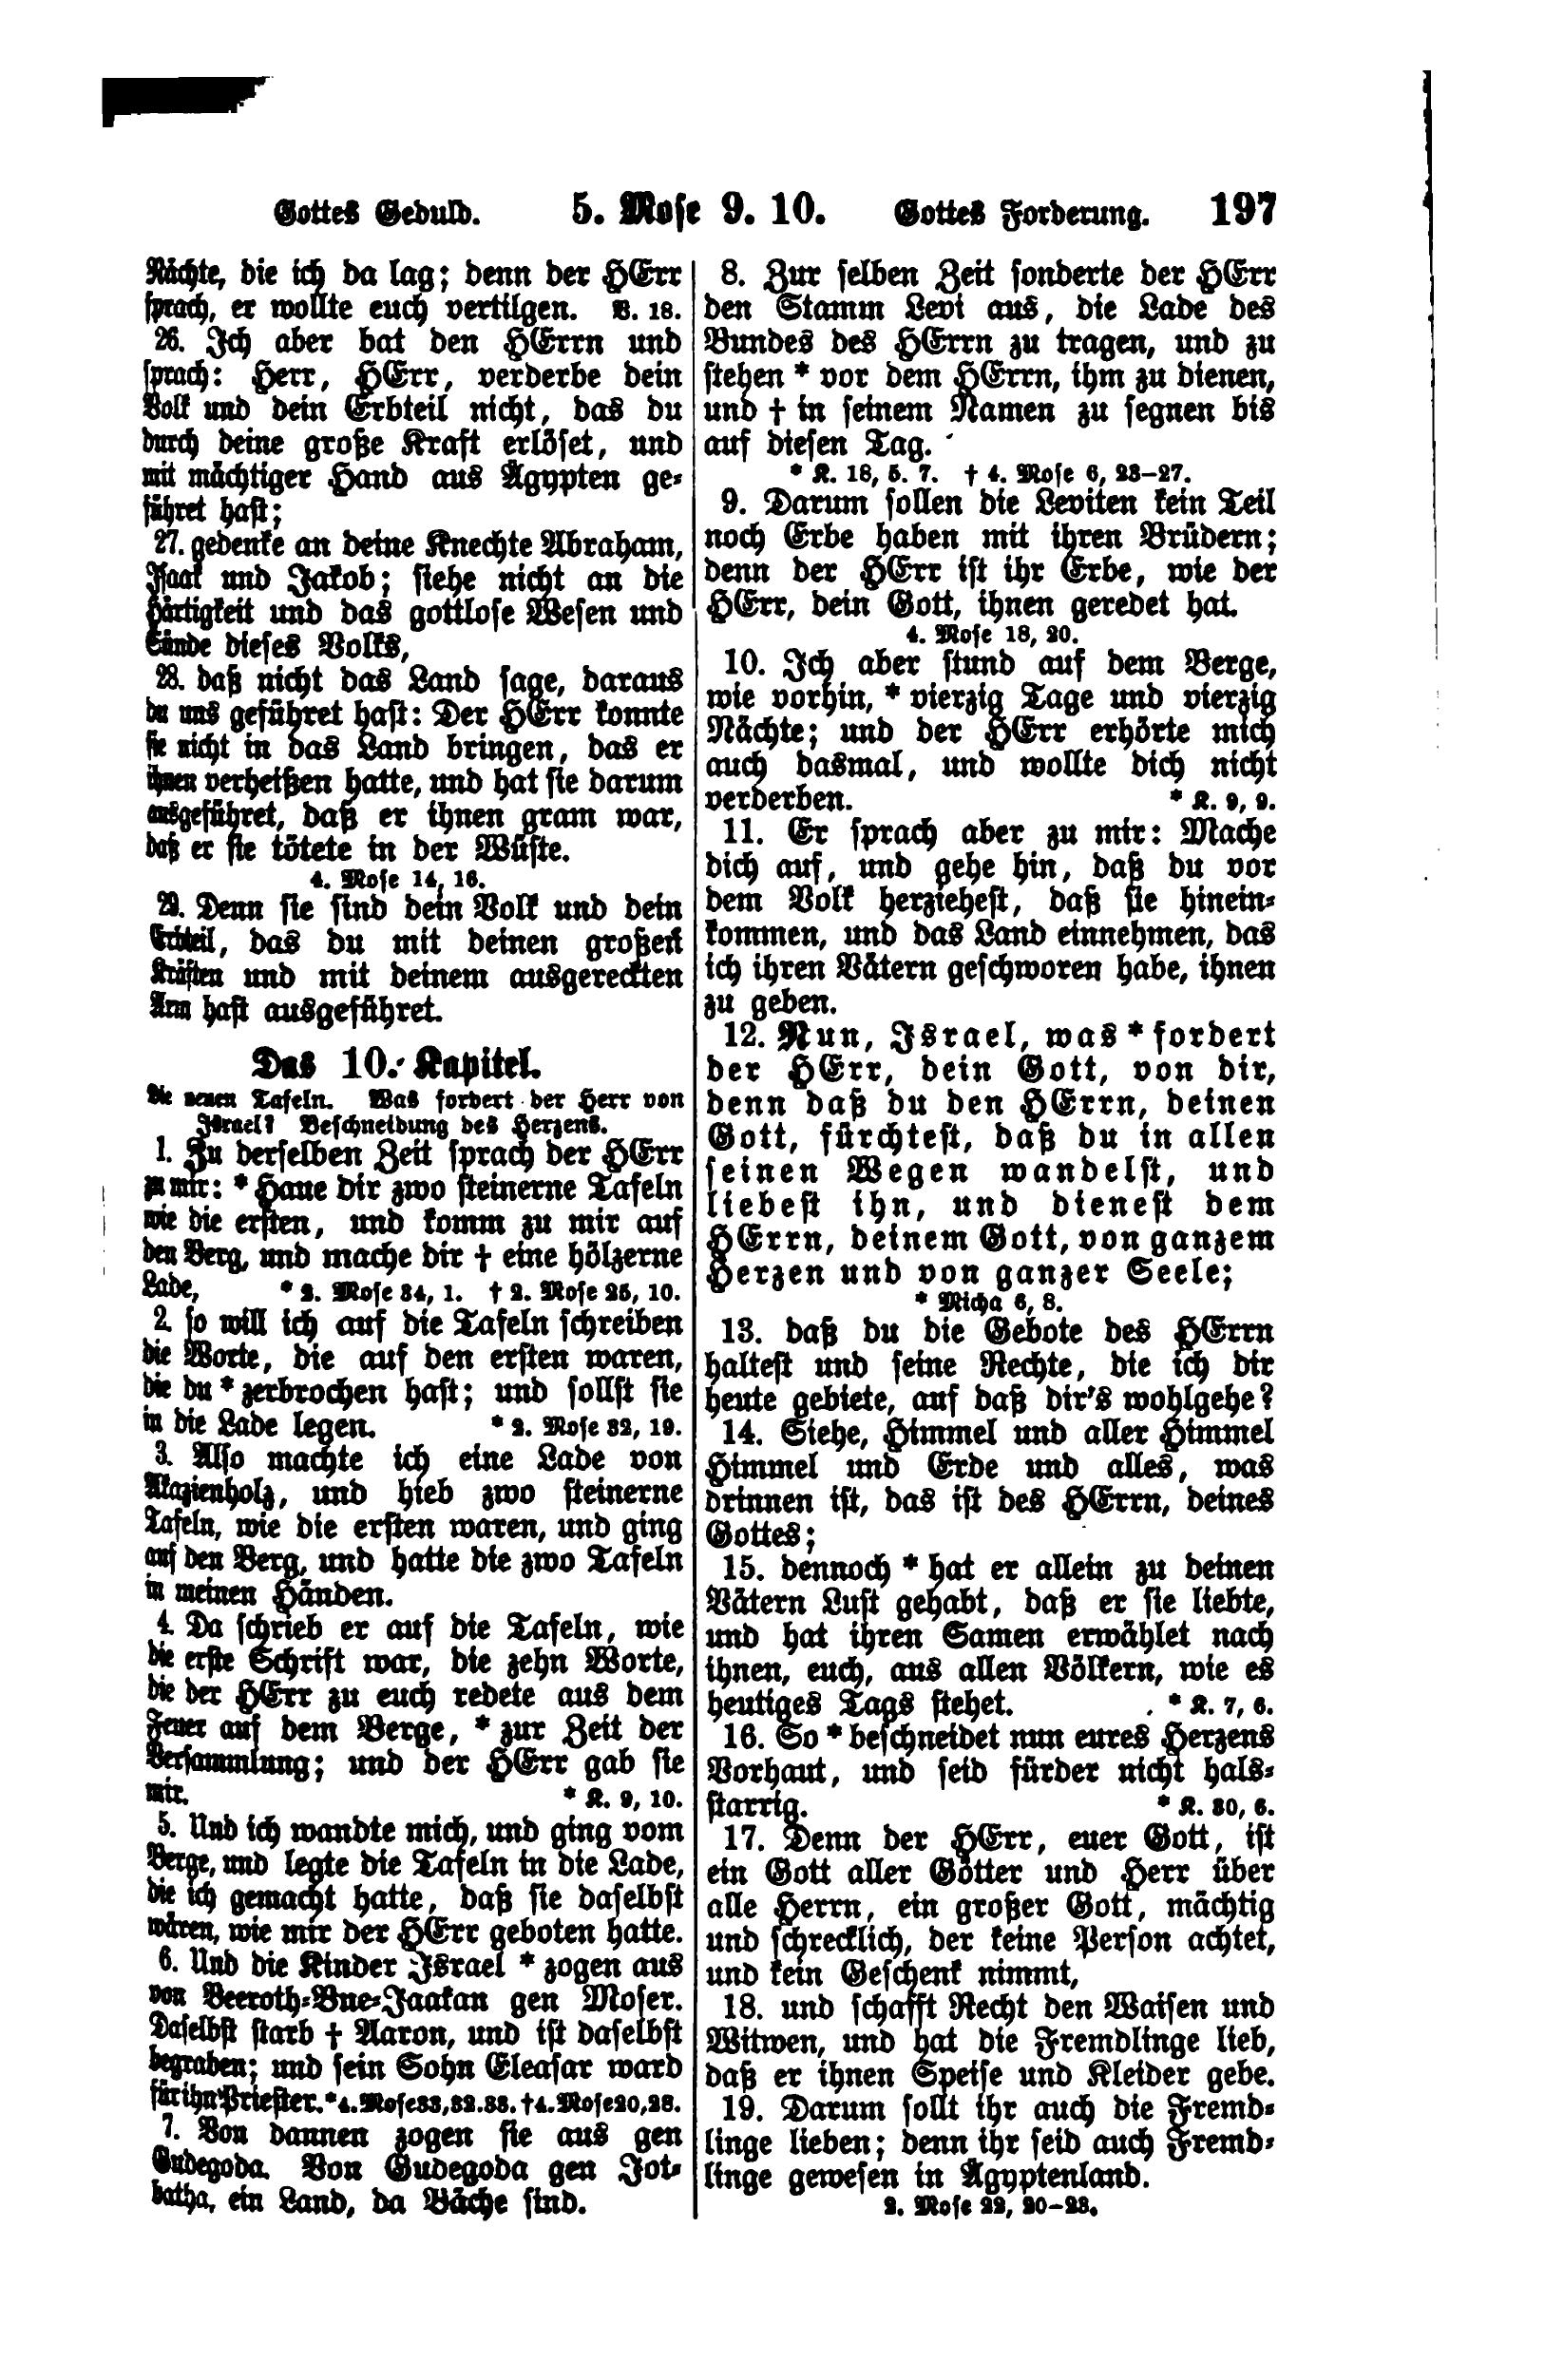 Gottes Geduld. 5. Mose 9. 10. Gottes Forderung. 197
Nächte, die ich da lag; denn der HErr
sprach, er wollte euch vertilgen. V. 18.
26. Ich aber bat den HErrn und
sprach: Herr, HErr, verderbe dein
Volk und dein Erbteil nicht, das du
durch deine große Kraft erlöset, und
mit mächtiger Hand aus Ägypten ge-
führet hast;
27. gedenke an deine Knechte Abraham,
Isaak und Jakob; siehe nicht an die
Härtigkeit und das gottlose Wesen und
Sünde dieses Volks,
28. daß nicht das Land sage, daraus
du uns geführet hast: Der HErr konnte
sie nicht in das Land bringen, das er
ihnen verheißen hatte, und hat sie darum
ausgeführet, daß er ihnen gram war,
daß er sie tötete in der Wüste.
4. Mose 14, 16.
29. Denn sie sind dein Volk und dein
Erbteil, das du mit deinen großen
Kräften und mit deinem ausgereckten
Arm hast ausgeführet.
Das 10. Kapitel.
Die neuen Tafeln. Was fordert der Herr von
Israel? Beschneidung des Herzens.
1. Zu derselben Zeit sprach der HErr
zu mir: * Haue dir zwo steinerne Tafeln
wie die ersten, und komm zu mir auf
den Berg, und mache dir † eine hölzerne
Lade, * 2. Mose 34, 1. † 2. Mose 25, 10.
2. so will ich auf die Tafeln schreiben
die Worte, die auf den ersten waren,
die du * zerbrochen hast; und sollst sie
in die Lade legen. * 2. Mose 32, 19.
3. Also machte ich eine Lade von
Akazienholz, und hieb zwo steinerne
Tafeln, wie die ersten waren, und ging
auf den Berg, und hatte die zwo Tafeln
in meinen Händen.
4. Da schrieb er auf die Tafeln, wie
die erste Schrift war, die zehn Worte,
die der HErr zu euch redete aus dem
Feuer auf dem Berge, * zur Zeit der
Versammlung; und der HErr gab sie
mir. * K. 9, 10.
5. Und ich wandte mich, und ging vom
Berge, und legte die Tafeln in die Lade,
die ich gemacht hatte, daß sie daselbst
wären, wie mir der HErr geboten hatte.
6. Und die Kinder Israel * zogen aus
von Beeroth-Bne-Jaakan gen Moser.
Daselbst starb † Aaron, und ist daselbst
begraben; und sein Sohn Eleasar ward
für ihn Priester. * 4. Mose 33, 32. 38. † 4. Mose 20, 28.
7. Von dannen zogen sie aus gen
Gudegoda. Von Gudegoda gen Jot-
batha, ein Land, da Bäche sind.
8. Zur selben Zeit sonderte der HErr
den Stamm Levi aus, die Lade des
Bundes des HErrn zu tragen, und zu
stehen * vor dem HErrn, ihm zu dienen,
und † in seinem Namen zu segnen bis
auf diesen Tag.
* K. 18, 5. 7. † 4. Mose 6, 23–27.
9. Darum sollen die Leviten kein Teil
noch Erbe haben mit ihren Brüdern;
denn der HErr ist ihr Erbe, wie der
HErr, dein Gott, ihnen geredet hat.
4. Mose 18, 20.
10. Ich aber stund auf dem Berge,
wie vorhin, * vierzig Tage und vierzig
Nächte; und der HErr erhörte mich
auch dasmal, und wollte dich nicht
verderben. * K. 9, 9.
11. Er sprach aber zu mir: Mache
dich auf, und gehe hin, daß du vor
dem Volk herziehest, daß sie hinein-
kommen, und das Land einnehmen, das
ich ihren Vätern geschworen habe, ihnen
zu geben.
12. Nun, Israel, was * fordert
der HErr, dein Gott, von dir,
denn daß du den HErrn, deinen
Gott, fürchtest, daß du in allen
seinen Wegen wandelst, und
liebest ihn, und dienest dem
HErrn, deinem Gott, von ganzem
Herzen und von ganzer Seele;
* Micha 6, 8.
13. daß du die Gebote des HErrn
haltest und seine Rechte, die ich dir
heute gebiete, auf daß dir's wohlgehe?
14. Siehe, Himmel und aller Himmel
Himmel und Erde und alles, was
drinnen ist, das ist des HErrn, deines
Gottes;
15. dennoch * hat er allein zu deinen
Vätern Lust gehabt, daß er sie liebte,
und hat ihren Samen erwählet nach
ihnen, euch, aus allen Völkern, wie es
heutiges Tags stehet. * K. 7, 6.
16. So * beschneidet nun eures Herzens
Vorhaut, und seid fürder nicht hals-
starrig. * K. 30, 6.
17. Denn der HErr, euer Gott, ist
ein Gott aller Götter und Herr über
alle Herrn, ein großer Gott, mächtig
und schrecklich, der keine Person achtet,
und kein Geschenk nimmt,
18. und schafft Recht den Waisen und
Witwen, und hat die Fremdlinge lieb,
daß er ihnen Speise und Kleider gebe.
19. Darum sollt ihr auch die Fremd-
linge lieben; denn ihr seid auch Fremd-
linge gewesen in Ägyptenland.
2. Mose 22, 20–23.